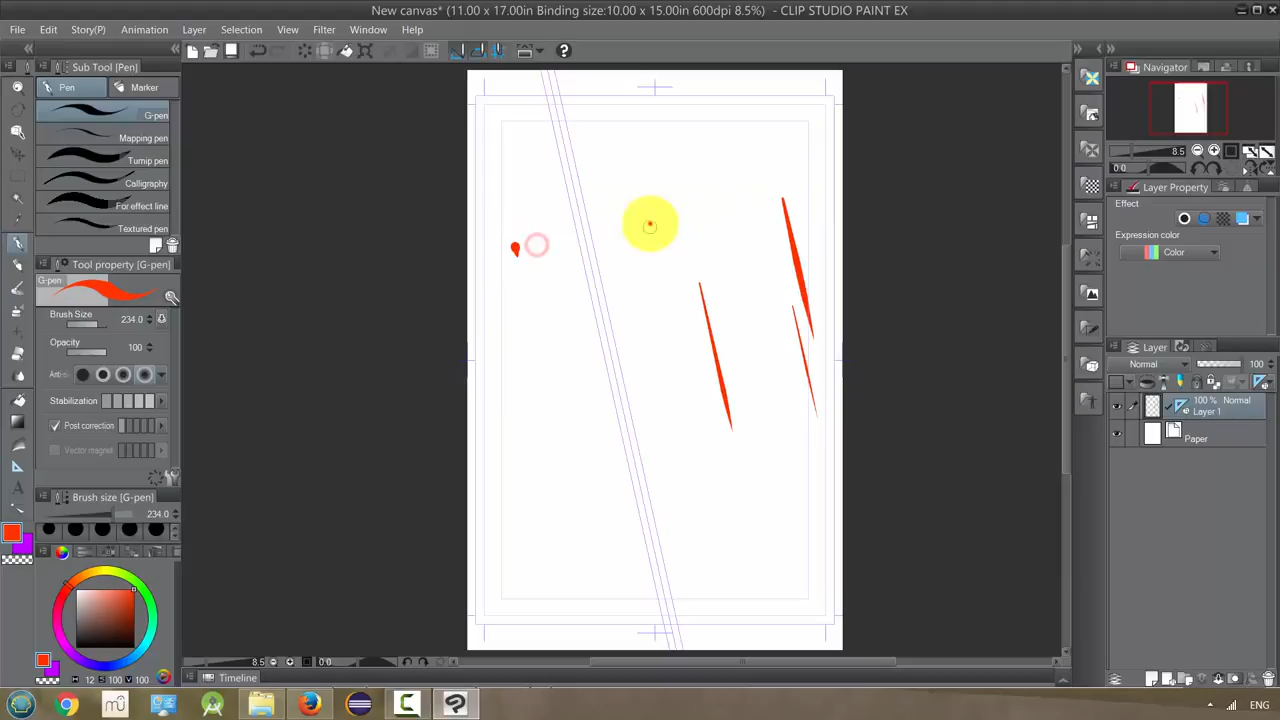 New canvas* (11.00 x 17.00in Binding size:10.00 x 15.00in 600dpi 8.5%) - CLIP STUDIO PAINT EX
File Edit Story(P) Animation Layer Selection View Filter Window Help
Sub Tool [Pen]
Pen Marker
G-pen
Mapping pen
Turnip pen
Calligraphy
For effect line
Textured pen
Tool property [G-pen]
G-pen
Brush Size 234.0
Opacity 100
Anti-
Stabilization
Post correction
Vector magnet
Brush size [G-pen]
234.0
H 12 S 100 V 100
8.5 0.0
Timeline
Navigator
8.5
0.0
Layer Property
Effect
Expression color
Color
Layer
Normal 100
100 % Normal
Layer 1
Paper
ENG